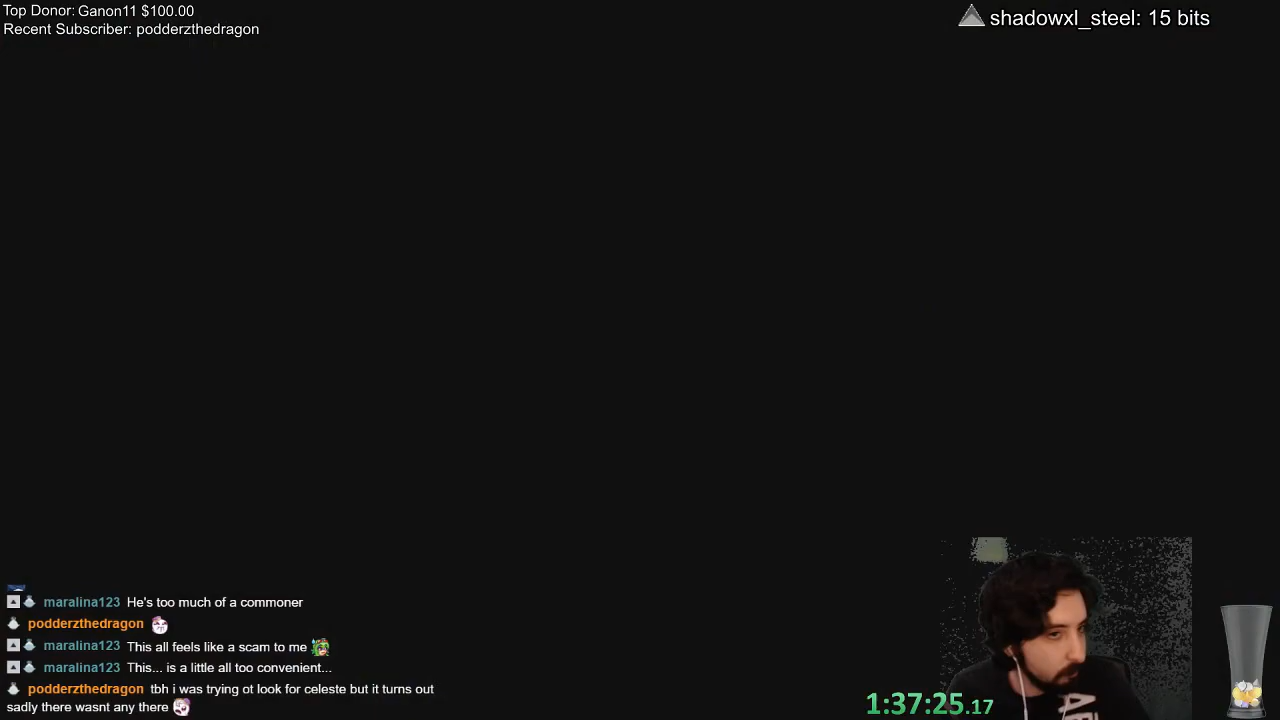 Top Donor: Ganon11 $100.00
Recent Subscriber: podderzthedragon
shadowxl_steel: 15 bits
maralina123 He's too much of a commoner
podderzthedragon
maralina123 This all feels like a scam to me
maralina123 This... is a little all too convenient...
podderzthedragon tbh i was trying ot look for celeste but it turns out
sadly there wasnt any there
1:37:25.17